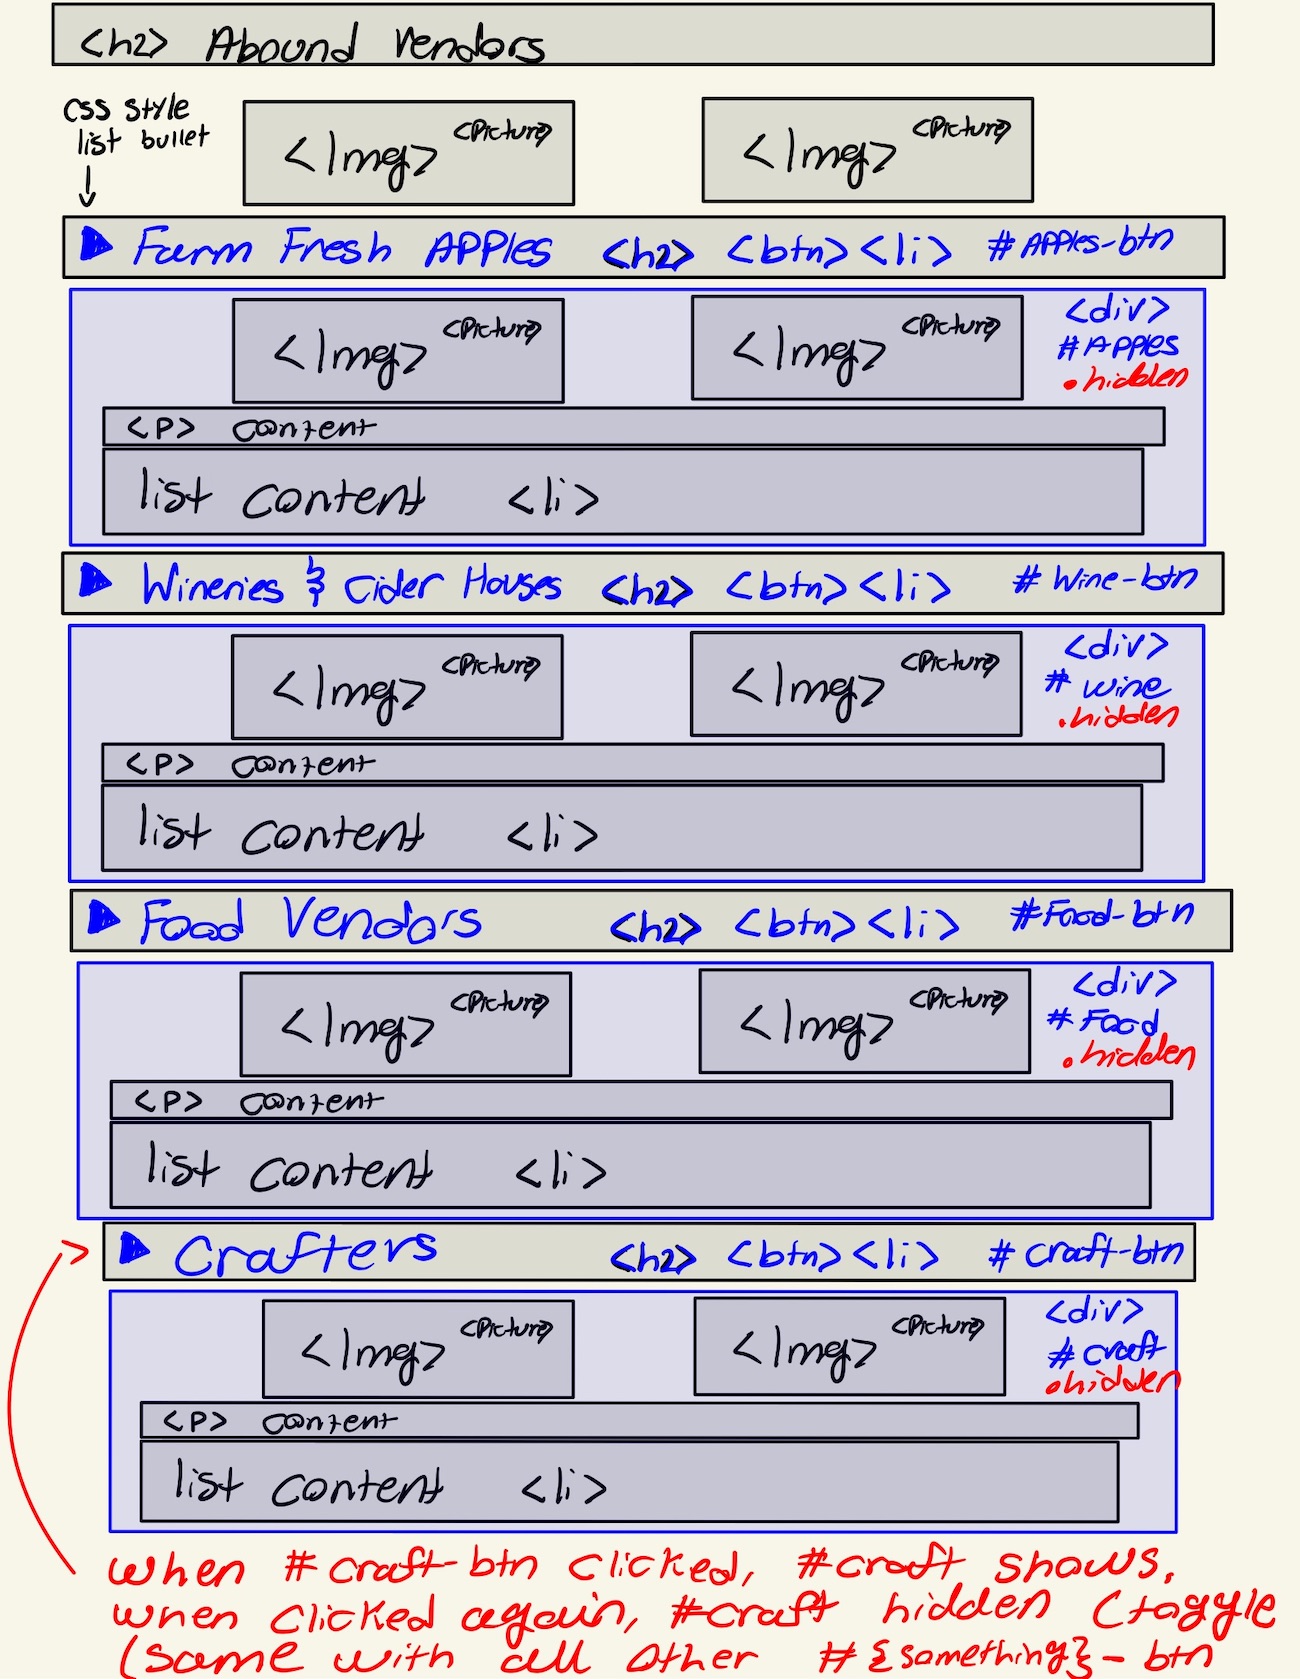 <h2> Abound Vendors
css style
list bullet
<Img> <Picture> <Img> <Picture>
Farm Fresh Apples <h2> <btn> <li> #Apples-btn
<Img> <Picture> <Img> <Picture> <div>
#Apples
.hidden
<P> content
list content <li>
Wineries & Cider Houses <h2> <btn> <li> # Wine-btn
<Img> <Picture> <Img> <Picture> <div>
# wine
.hidden
<P> content
list content <li>
Food Vendors <h2> <btn> <li> #Food-btn
<Img> <Picture> <Img> <Picture> <div>
# Food
.hidden
<P> content
list content <li>
Crafters <h2> <btn> <li> # craft-btn
<Img> <Picture> <Img> <Picture> <div>
# craft
.hidden
<P> content
list content <li>
when # craft-btn clicked, #craft shows,
when clicked again, #craft hidden (toggle
(same with all other #{something}-btn